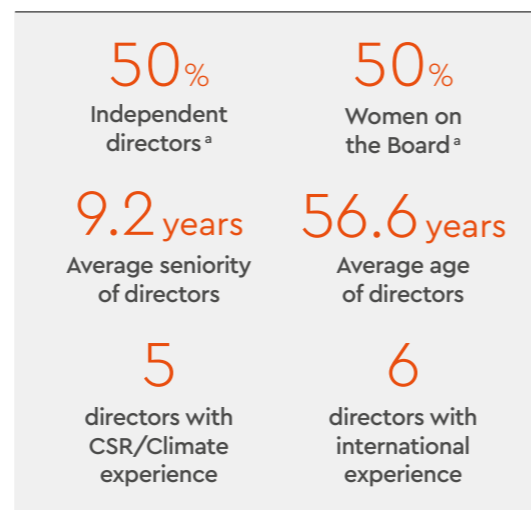 50%
Independent
directors a
50%
Women on
the Board a
9.2 years
Average seniority
of directors
56.6 years
Average age
of directors
5
directors with
CSR/Climate
experience
6
directors with
international
experience